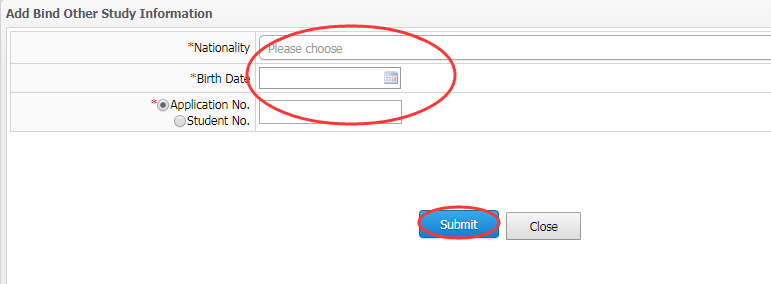 Add Bind Other Study Information
*Nationality
Please choose
*Birth Date
*Application No.
Student No.
Submit
Close